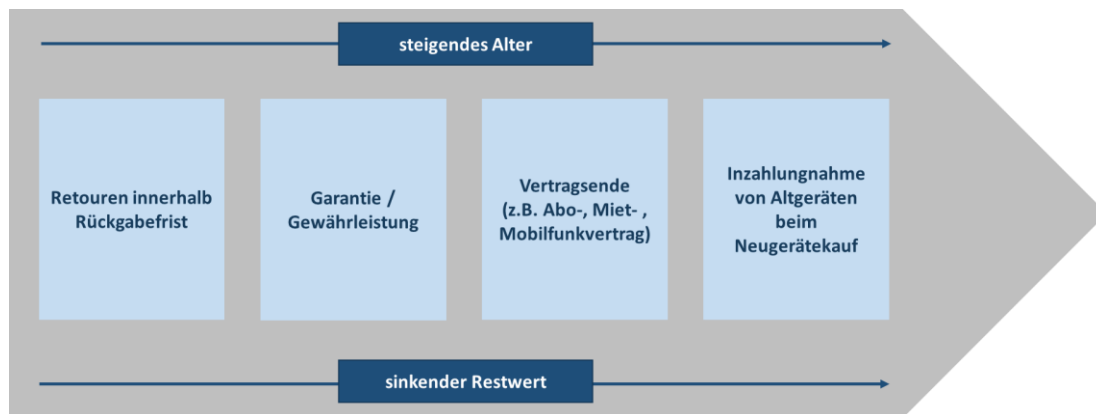 steigendes Alter
Retouren innerhalb
Rückgabefrist
Garantie /
Gewährleistung
Vertragsende
(z.B. Abo-, Miet- ,
Mobilfunkvertrag)
Inzahlungnahme
von Altgeräten
beim
Neugerätekauf
sinkender Restwert